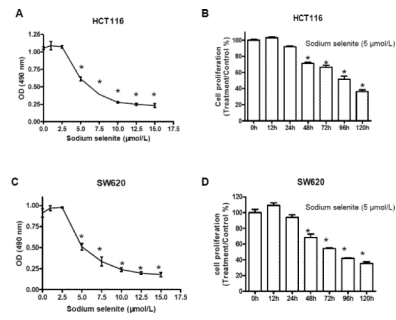 A
HCT116
OD (490 nm)
1.25
1.00
0.75
0.50
0.25
0.00
0.0 2.5 5.0 7.5 10.0 12.5 15.0 17.5
Sodium selenite (μmol/L)
* * * * *
B
HCT116
Sodium selenite (5 μmol/L)
Cell proliferation
(Treatment/Control %)
120
100
80
60
40
20
0
* * * *
0h 12h 24h 48h 72h 96h 120h
C
SW620
OD (490 nm)
1.00
0.75
0.50
0.25
0.00
0.0 2.5 5.0 7.5 10.0 12.5 15.0 17.5
Sodium selenite (μmol/L)
* * * * *
D
SW620
Sodium selenite (5 μmol/L)
cell proliferation
(Treatment/Control %)
120
100
80
60
40
20
0
* * * *
0h 12h 24h 48h 72h 96h 120h